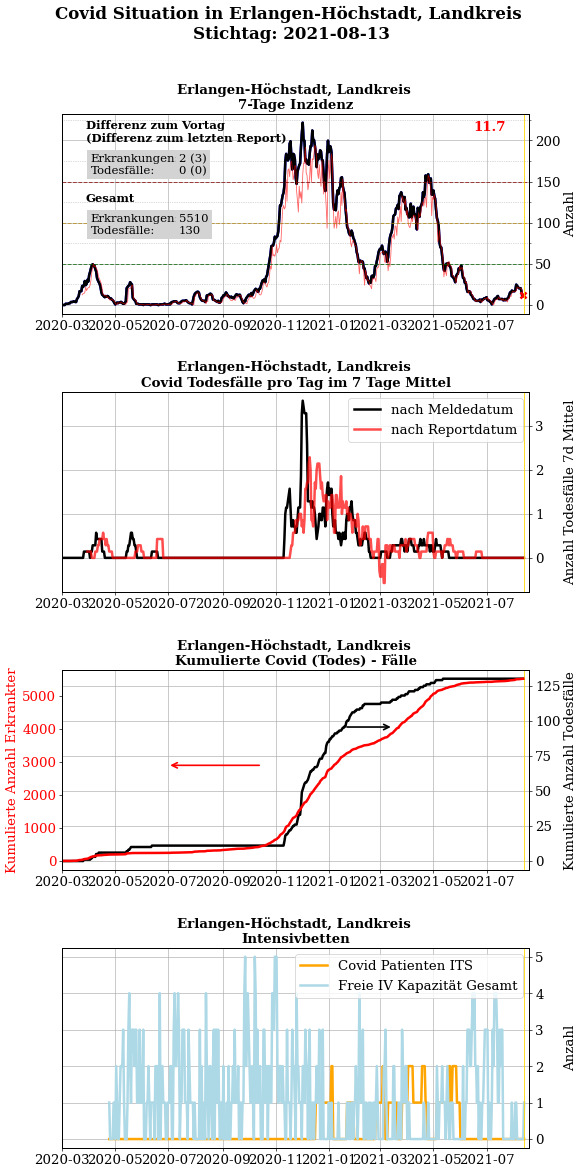 Covid Situation in Erlangen-Höchstadt, Landkreis
Stichtag: 2021-08-13
Erlangen-Höchstadt, Landkreis
7-Tage Inzidenz
Differenz zum Vortag
(Differenz zum letzten Report)
Erkrankungen 2 (3)
Todesfälle: 0 (0)
Gesamt
Erkrankungen 5510
Todesfälle: 130
11.7
200
150
100
50
0
Anzahl
2020-03 2020-05 2020-07 2020-09 2020-11 2021-01 2021-03 2021-05 2021-07
Erlangen-Höchstadt, Landkreis
Covid Todesfälle pro Tag im 7 Tage Mittel
nach Meldedatum
nach Reportdatum
3
2
1
0
Anzahl Todesfälle 7d Mittel
2020-03 2020-05 2020-07 2020-09 2020-11 2021-01 2021-03 2021-05 2021-07
Erlangen-Höchstadt, Landkreis
Kumulierte Covid (Todes) - Fälle
Kumulierte Anzahl Erkrankter
5000
4000
3000
2000
1000
0
125
100
75
50
25
0
Kumulierte Anzahl Todesfälle
2020-03 2020-05 2020-07 2020-09 2020-11 2021-01 2021-03 2021-05 2021-07
Erlangen-Höchstadt, Landkreis
Intensivbetten
Covid Patienten ITS
Freie IV Kapazität Gesamt
5
4
3
2
1
0
Anzahl
2020-03 2020-05 2020-07 2020-09 2020-11 2021-01 2021-03 2021-05 2021-07